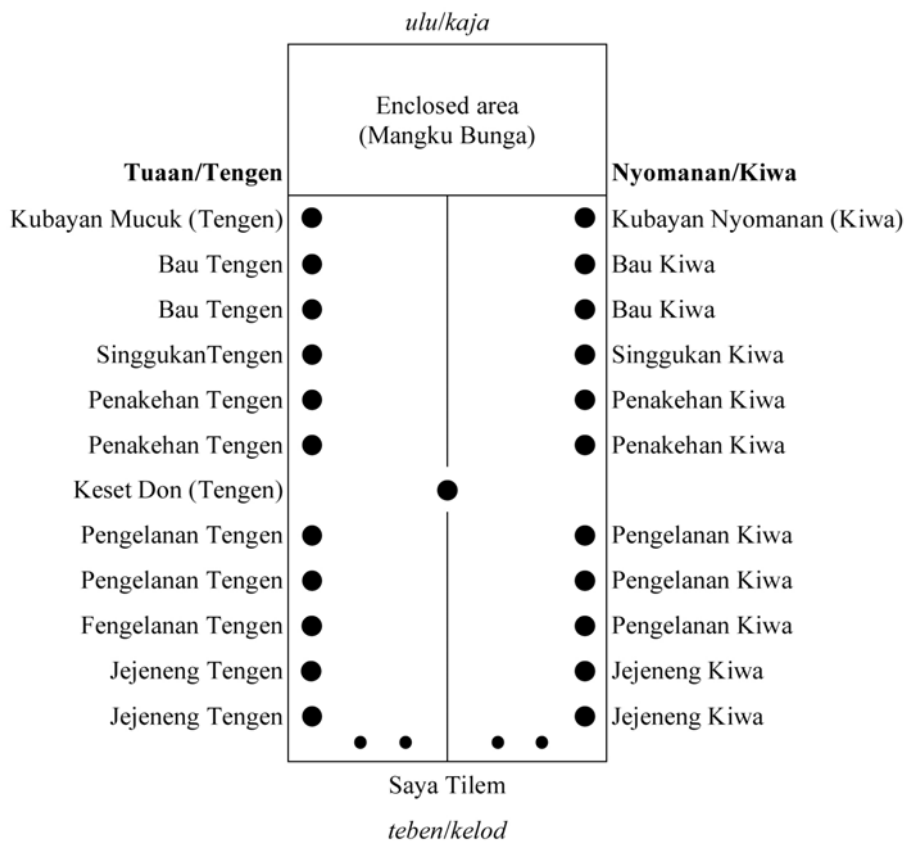 ulu/kaja
Enclosed area
(Mangku Bunga)
Tuaan/Tengen
Nyomanan/Kiwa
Kubayan Mucuk (Tengen)
Kubayan Nyomanan (Kiwa)
Bau Tengen
Bau Kiwa
Bau Tengen
Bau Kiwa
SinggukanTengen
Singgukan Kiwa
Penakehan Tengen
Penakehan Kiwa
Penakehan Tengen
Penakehan Kiwa
Keset Don (Tengen)
Pengelanan Tengen
Pengelanan Kiwa
Pengelanan Tengen
Pengelanan Kiwa
Fengelanan Tengen
Pengelanan Kiwa
Jejeneng Tengen
Jejeneng Kiwa
Jejeneng Tengen
Jejeneng Kiwa
Saya Tilem
teben/kelod